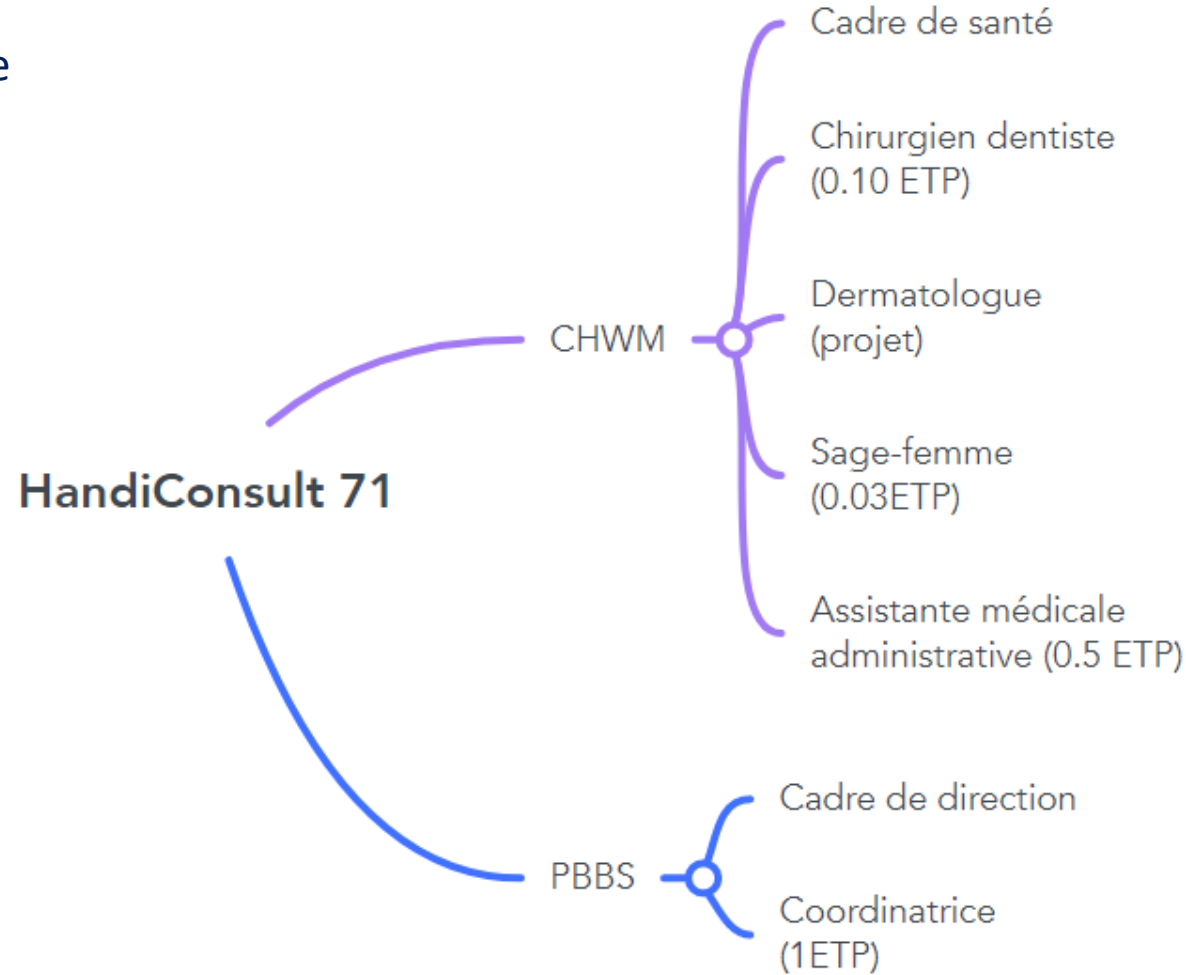 HandiConsult 71
CHWM
Cadre de santé
Chirurgien dentiste
(0.10 ETP)
Dermatologue
(projet)
Sage-femme
(0.03ETP)
Assistante médicale
administrative (0.5 ETP)
PBBS
Cadre de direction
Coordinatrice
(1ETP)